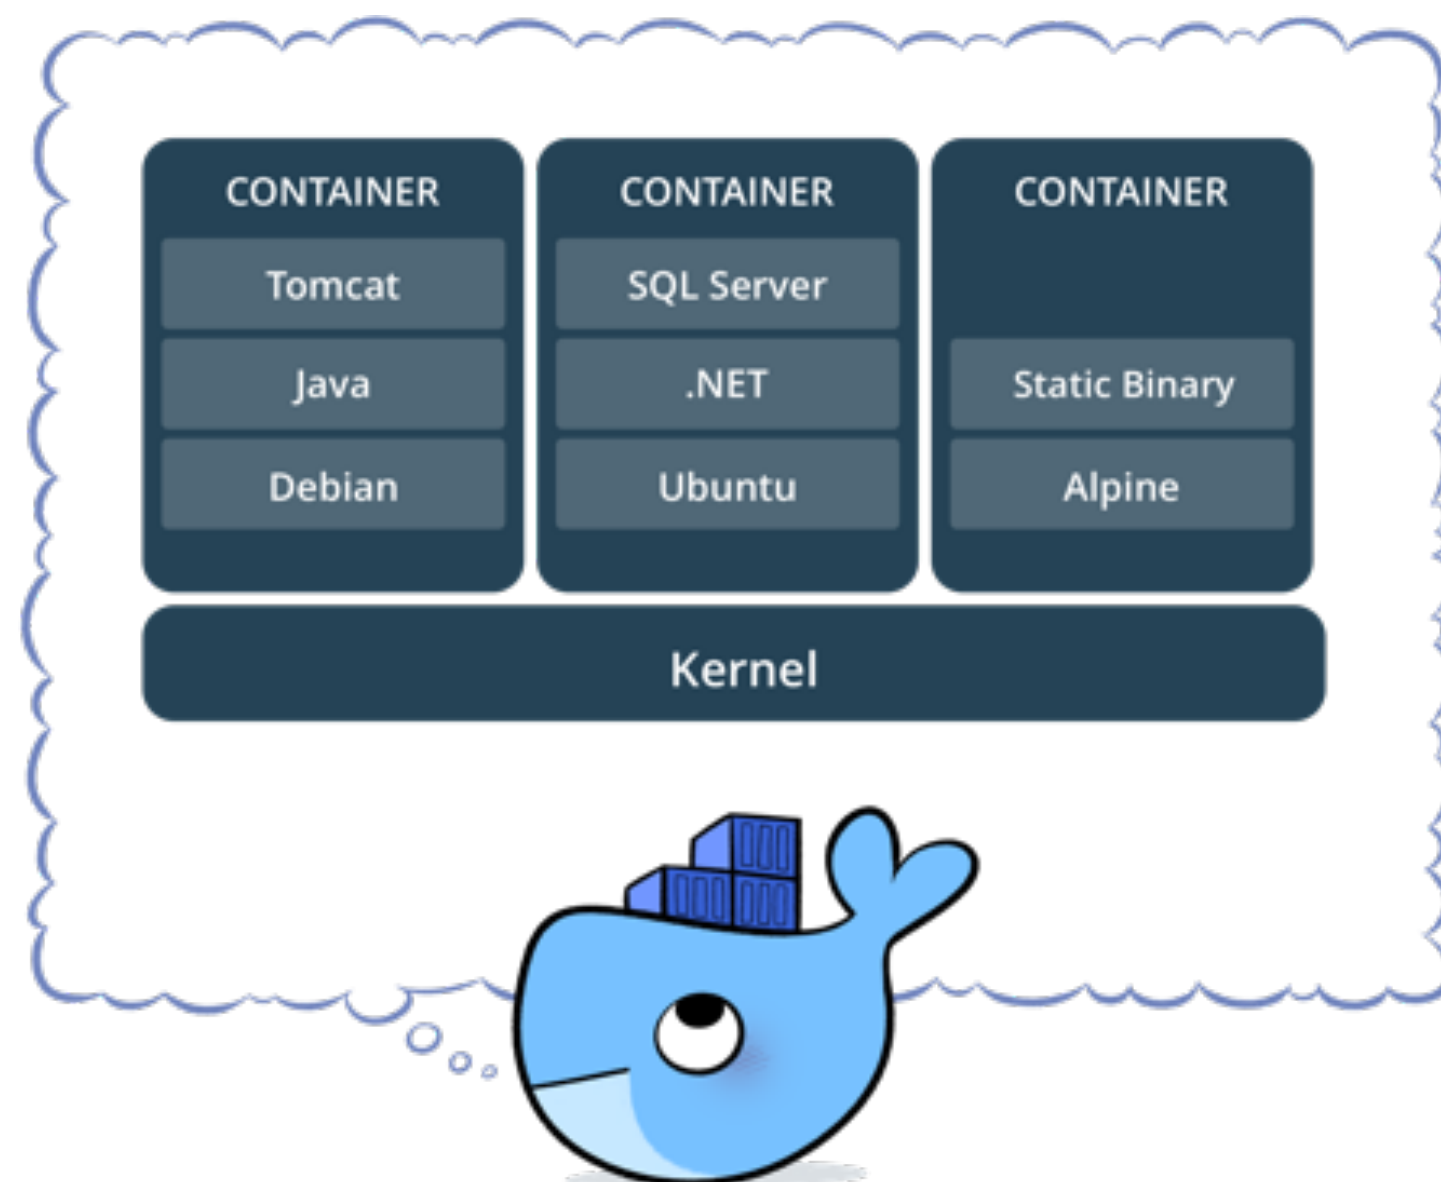 CONTAINER
Tomcat
Java
Debian
CONTAINER
SQL Server
.NET
Ubuntu
CONTAINER
Static Binary
Alpine
Kernel